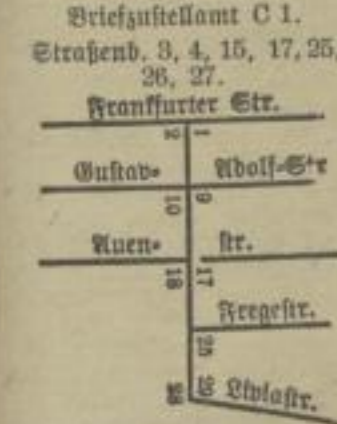 Briefzustellamt C 1.
Straßenb. 3, 4, 15, 17, 25,
26, 27.
Frankfurter Str.
2 1
Gustav- Adolf-Str
10 9
Auen- str.
18 17
Fregestr.
25
Liviastr.